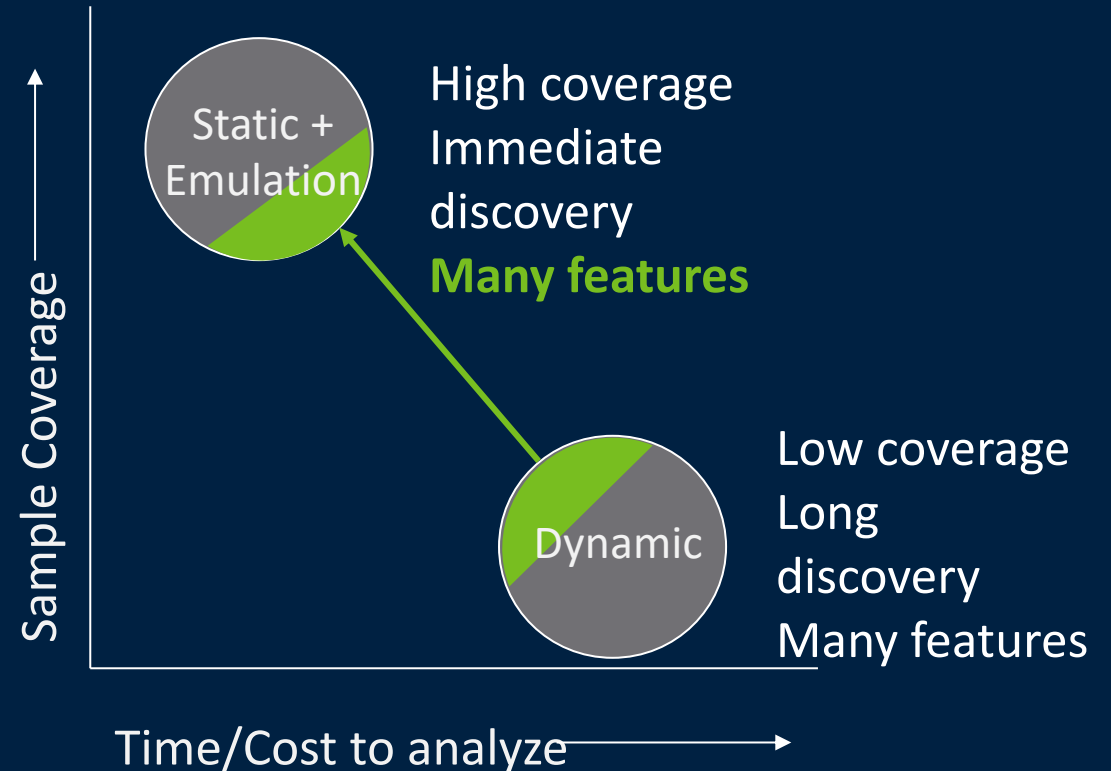 Static +
Emulation
High coverage
Immediate
discovery
Many features
Sample Coverage
Dynamic
Low coverage
Long
discovery
Many features
Time/Cost to analyze